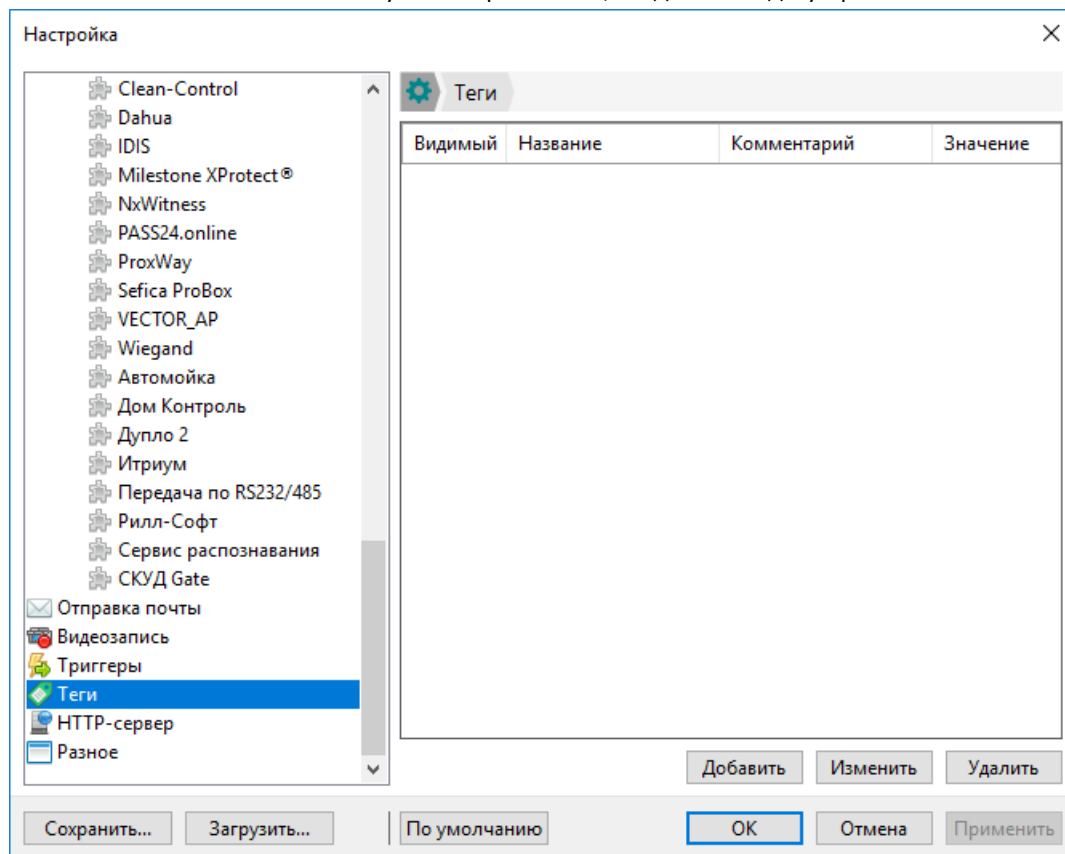 Настройка
Clean-Control
Dahua
IDIS
Milestone XProtect®
NxWitness
PASS24.online
ProxWay
Sefica ProBox
VECTOR_AP
Wiegand
Автомойка
Дом Контроль
Дупло 2
Итриум
Передача по RS232/485
Рилл-Софт
Сервис распознавания
СКУД Gate
Отправка почты
Видеозапись
Триггеры
Теги
HTTP-сервер
Разное
Теги
Видимый Название Комментарий Значение
Добавить Изменить Удалить
Сохранить... Загрузить... По умолчанию OK Отмена Применить